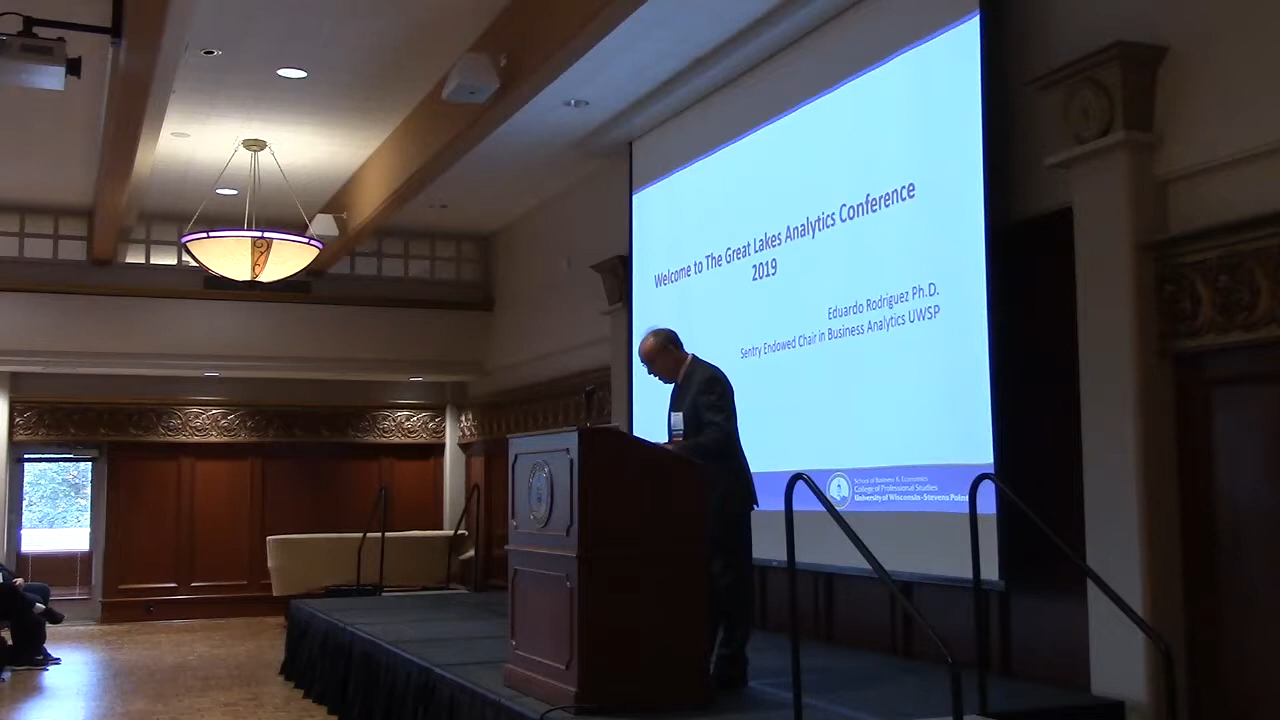 Welcome to The Great Lakes Analytics Conference
2019
Eduardo Rodriguez Ph.D.
Sentry Endowed Chair in Business Analytics UWSP
School of Business & Economics
College of Professional Studies
University of Wisconsin-Stevens Point